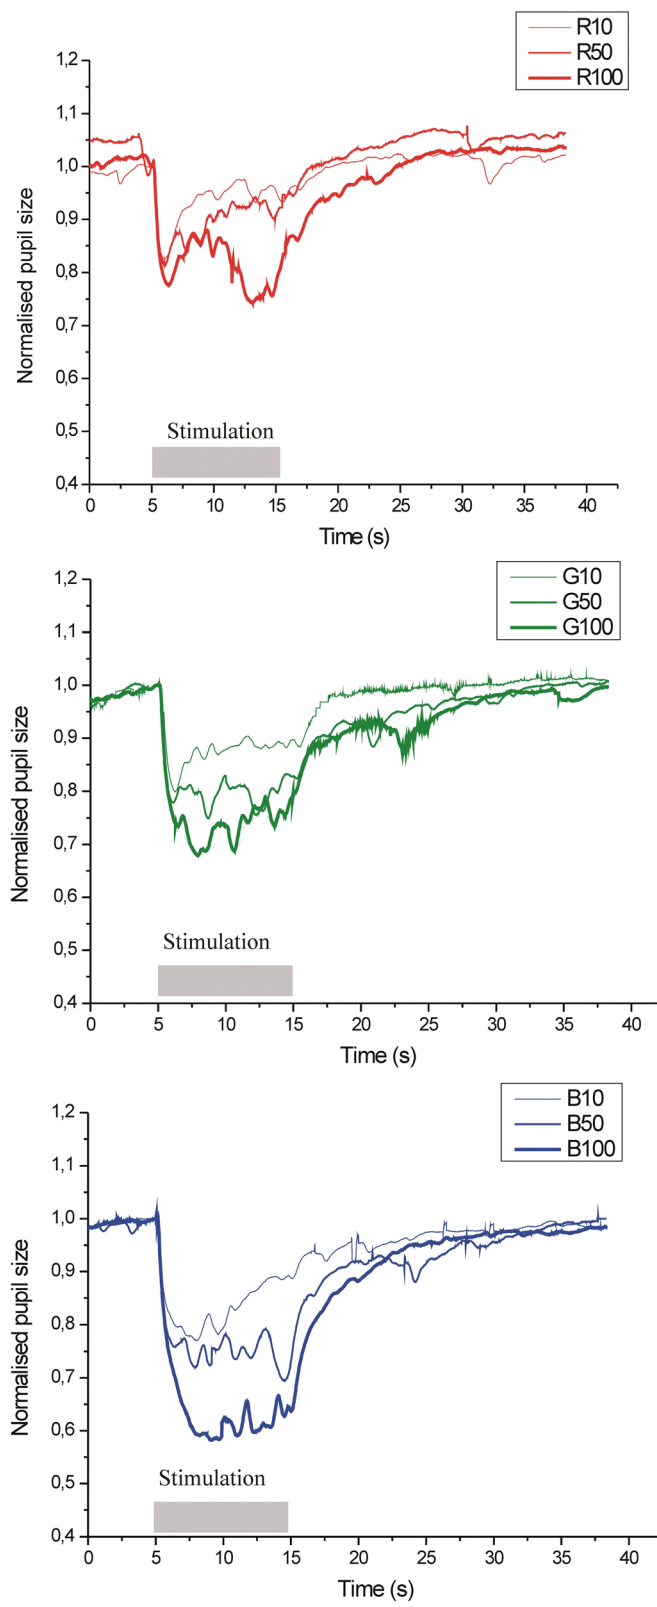 R10
R50
R100
1,2
1,1
1,0
0,9
0,8
0,7
0,6
0,5
0,4
Normalised pupil size
Stimulation
0 5 10 15 20 25 30 35 40
Time (s)
G10
G50
G100
1,2
1,1
1,0
0,9
0,8
0,7
0,6
0,5
0,4
Normalised pupil size
Stimulation
0 5 10 15 20 25 30 35 40
Time (s)
B10
B50
B100
1,2
1,1
1,0
0,9
0,8
0,7
0,6
0,5
0,4
Normalised pupil size
Stimulation
0 5 10 15 20 25 30 35 40
Time (s)